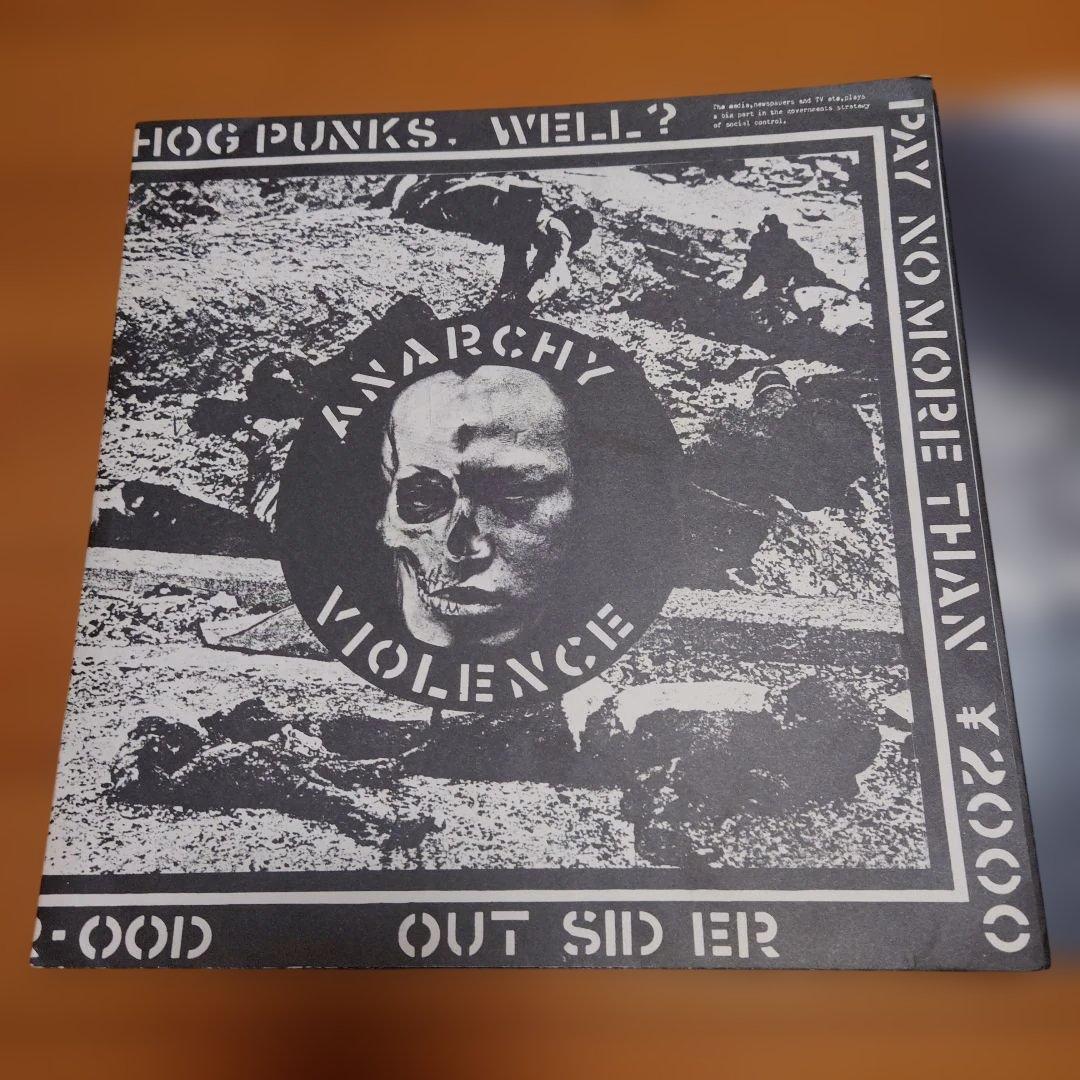 HOG PUNKS. WELL?
The media,newspapers and TV etc,plays
a big part in the governments strategy
of social control.
PAY NO MORE THAN ¥2000
ANARCHY
VIOLENCE
R-OOD OUT SID ER